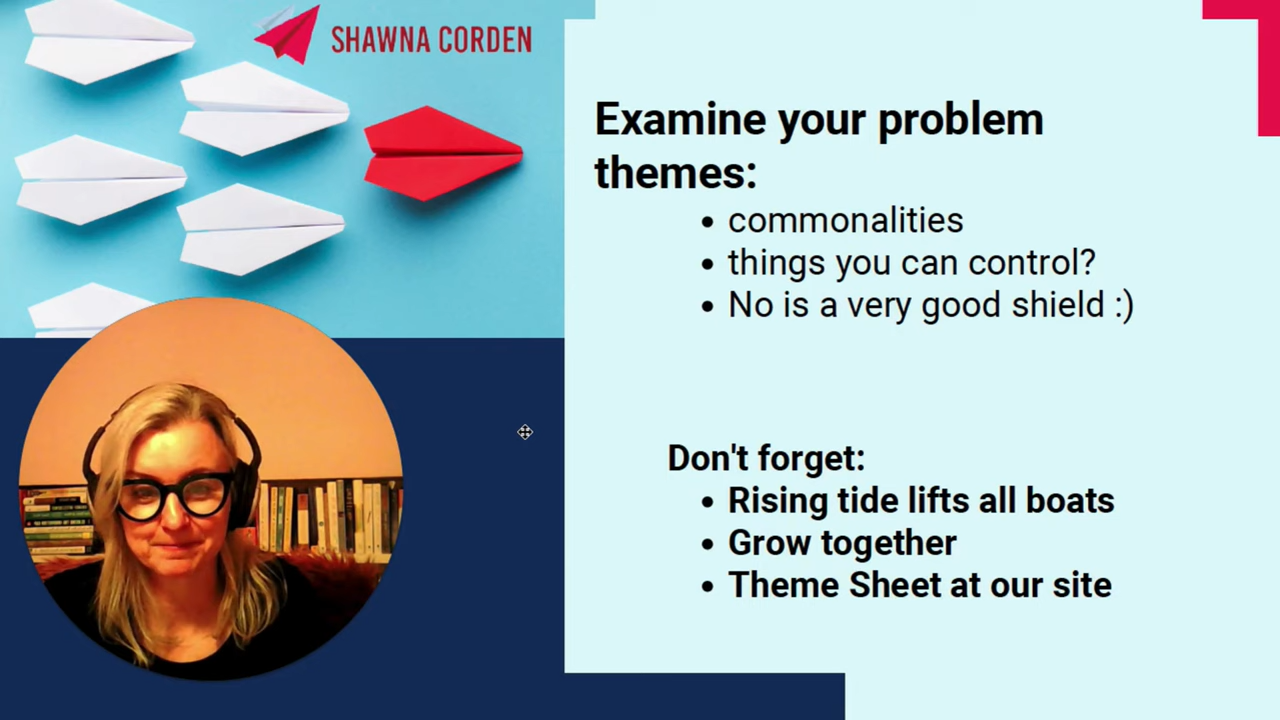 SHAWNA CORDEN
Examine your problem
themes:
• commonalities
• things you can control?
• No is a very good shield :)
Don't forget:
• Rising tide lifts all boats
• Grow together
• Theme Sheet at our site